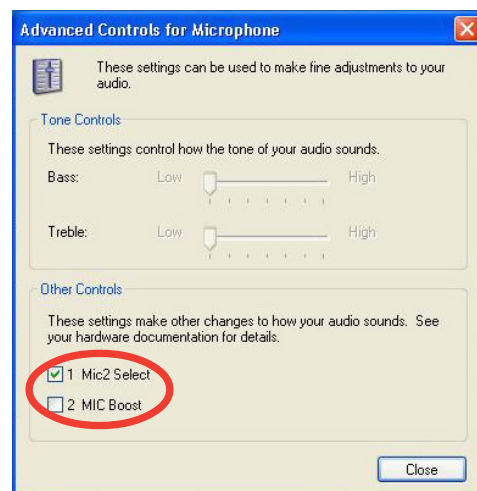 Advanced Controls for Microphone
These settings can be used to make fine adjustments to your
audio.
Tone Controls
These settings control how the tone of your audio sounds.
Bass: Low High
Treble: Low High
Other Controls
These settings make other changes to how your audio sounds. See
your hardware documentation for details.
1 Mic2 Select
2 MIC Boost
Close